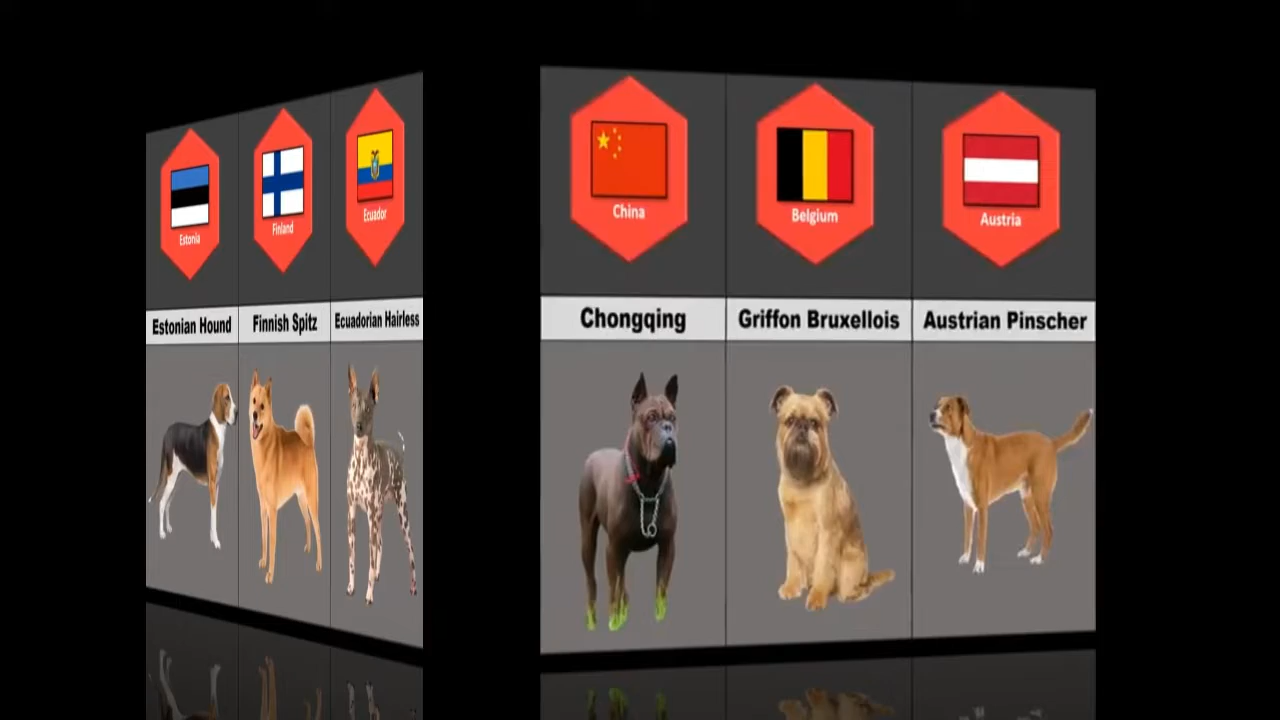 Estonia
Finland
Ecuador
China
Belgium
Austria
Estonian Hound
Finnish Spitz
Ecuadorian Hairless
Chongqing
Griffon Bruxellois
Austrian Pinscher